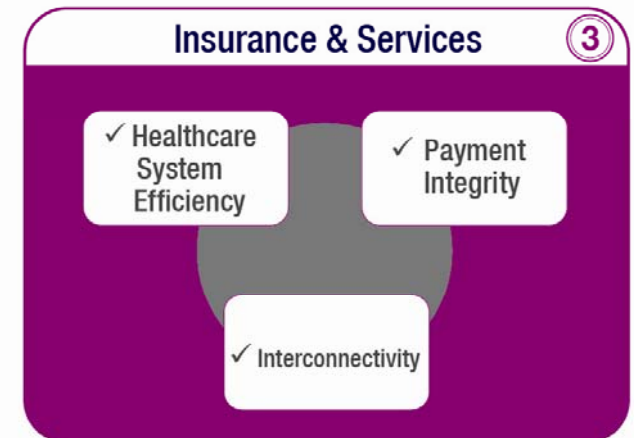 Insurance & Services
3
✓ Healthcare
System
Efficiency
✓ Payment
Integrity
✓ Interconnectivity